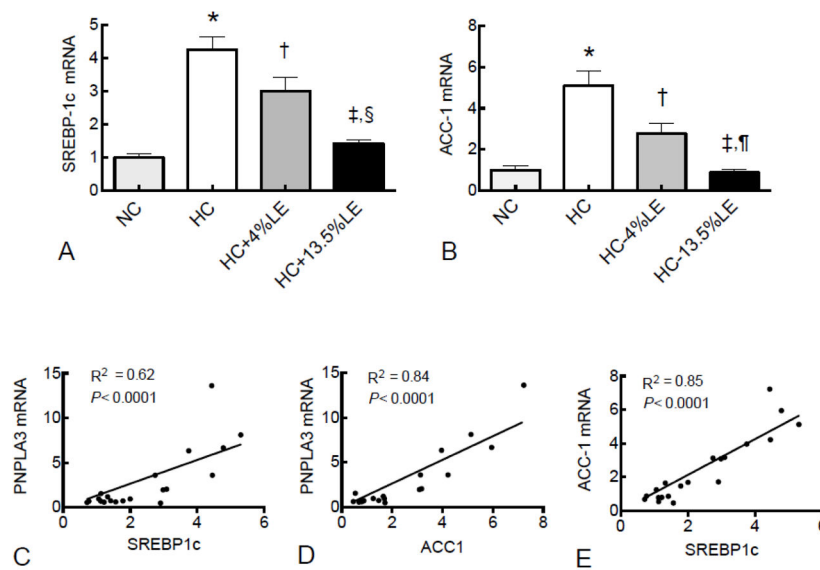 SREBP-1c mRNA
5
4
3
2
1
0
*
†
‡,§
NC
HC
HC+4%LE
HC+13.5%LE
A
ACC-1 mRNA
8
6
4
2
0
*
†
‡,¶
NC
HC
HC-4%LE
HC-13.5%LE
B
PNPLA3 mRNA
15
10
5
0
R² = 0.62
P< 0.0001
0 2 4 6
SREBP1c
C
PNPLA3 mRNA
15
10
5
0
R² = 0.84
P< 0.0001
0 2 4 6 8
ACC1
D
ACC-1 mRNA
8
6
4
2
0
R² = 0.85
P< 0.0001
0 2 4 6
SREBP1c
E